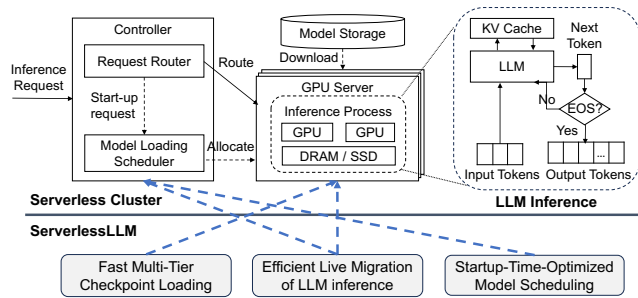 Controller
Request Router
Inference
Request
Start-up
request
Model Loading
Scheduler
Route
Allocate
Model Storage
Download
GPU Server
Inference Process
GPU
GPU
DRAM / SSD
KV Cache
LLM
Next
Token
No
EOS?
Yes
...
Input Tokens
Output Tokens
Serverless Cluster
LLM Inference
ServerlessLLM
Fast Multi-Tier
Checkpoint Loading
Efficient Live Migration
of LLM inference
Startup-Time-Optimized
Model Scheduling